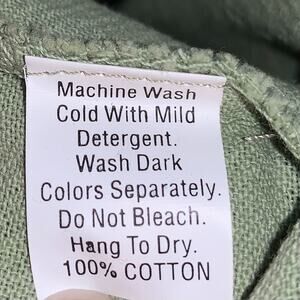 Machine Wash
Cold With Mild
Detergent.
Wash Dark
Colors Separately.
Do Not Bleach.
Hang To Dry.
100% COTTON